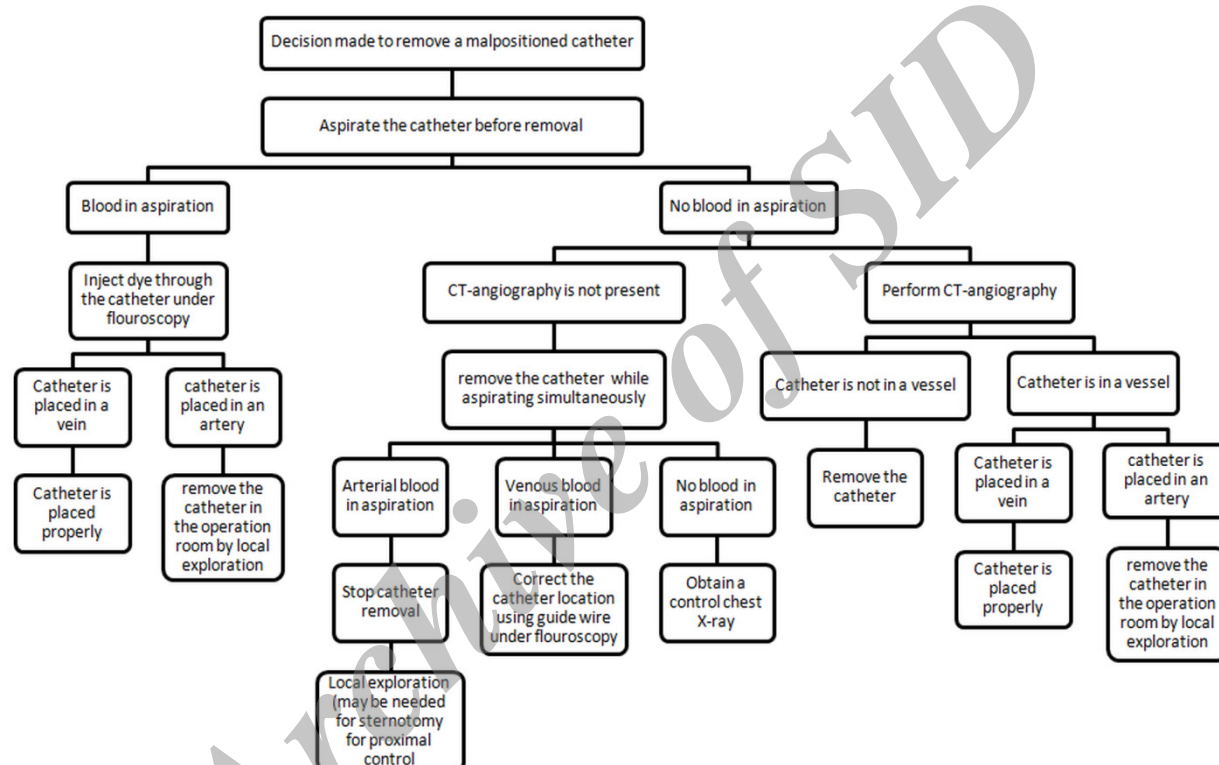 Decision made to remove a malpositioned catheter
Aspirate the catheter before removal
Blood in aspiration
No blood in aspiration
Inject dye through
the catheter under
flouroscopy
CT-angiography is not present
Perform CT-angiography
Catheter is
placed in a
vein
catheter is
placed in an
artery
remove the catheter while
aspirating simultaneously
Catheter is not in a vessel
Catheter is in a vessel
Catheter is
placed
properly
remove the
catheter in
the operation
room by local
exploration
Arterial blood
in aspiration
Venous blood
in aspiration
No blood in
aspiration
Remove the
catheter
Catheter is
placed in a
vein
catheter is
placed in an
artery
Stop catheter
removal
Correct the
catheter location
using guide wire
under flouroscopy
Obtain a
control chest
X-ray
Catheter is
placed
properly
remove the
catheter in
the operation
room by local
exploration
Local exploration
(may be needed
for sternotomy
for proximal
control
Archive of SID